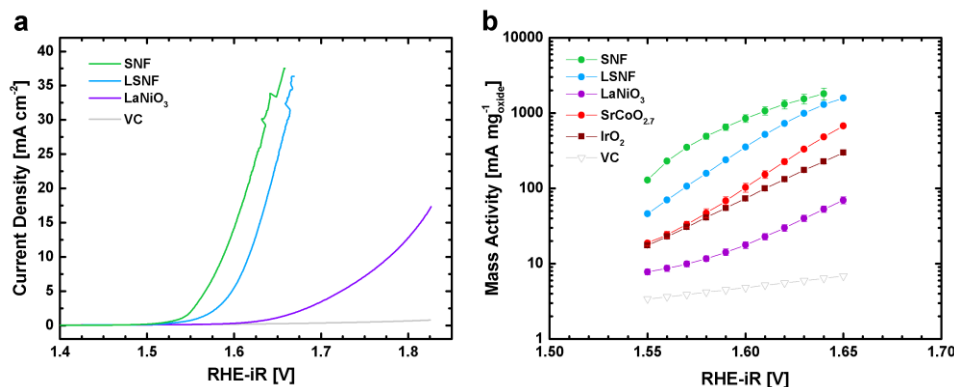 a
Current Density [mA cm-2]
40
35
30
25
20
15
10
5
0
SNF
LSNF
LaNiO3
VC
1.4
1.5
1.6
1.7
1.8
RHE-iR [V]
b
Mass Activity [mA mg-1oxide]
10000
1000
100
10
1
SNF
LSNF
LaNiO3
SrCoO2.7
IrO2
VC
1.50
1.55
1.60
1.65
1.70
RHE-iR [V]